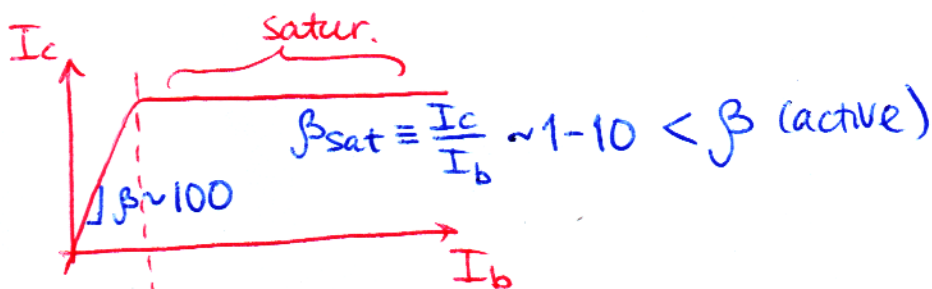 satur.
Ic
βsat ≡ Ic/Ib ~ 1-10 < β (active)
β~100
Ib